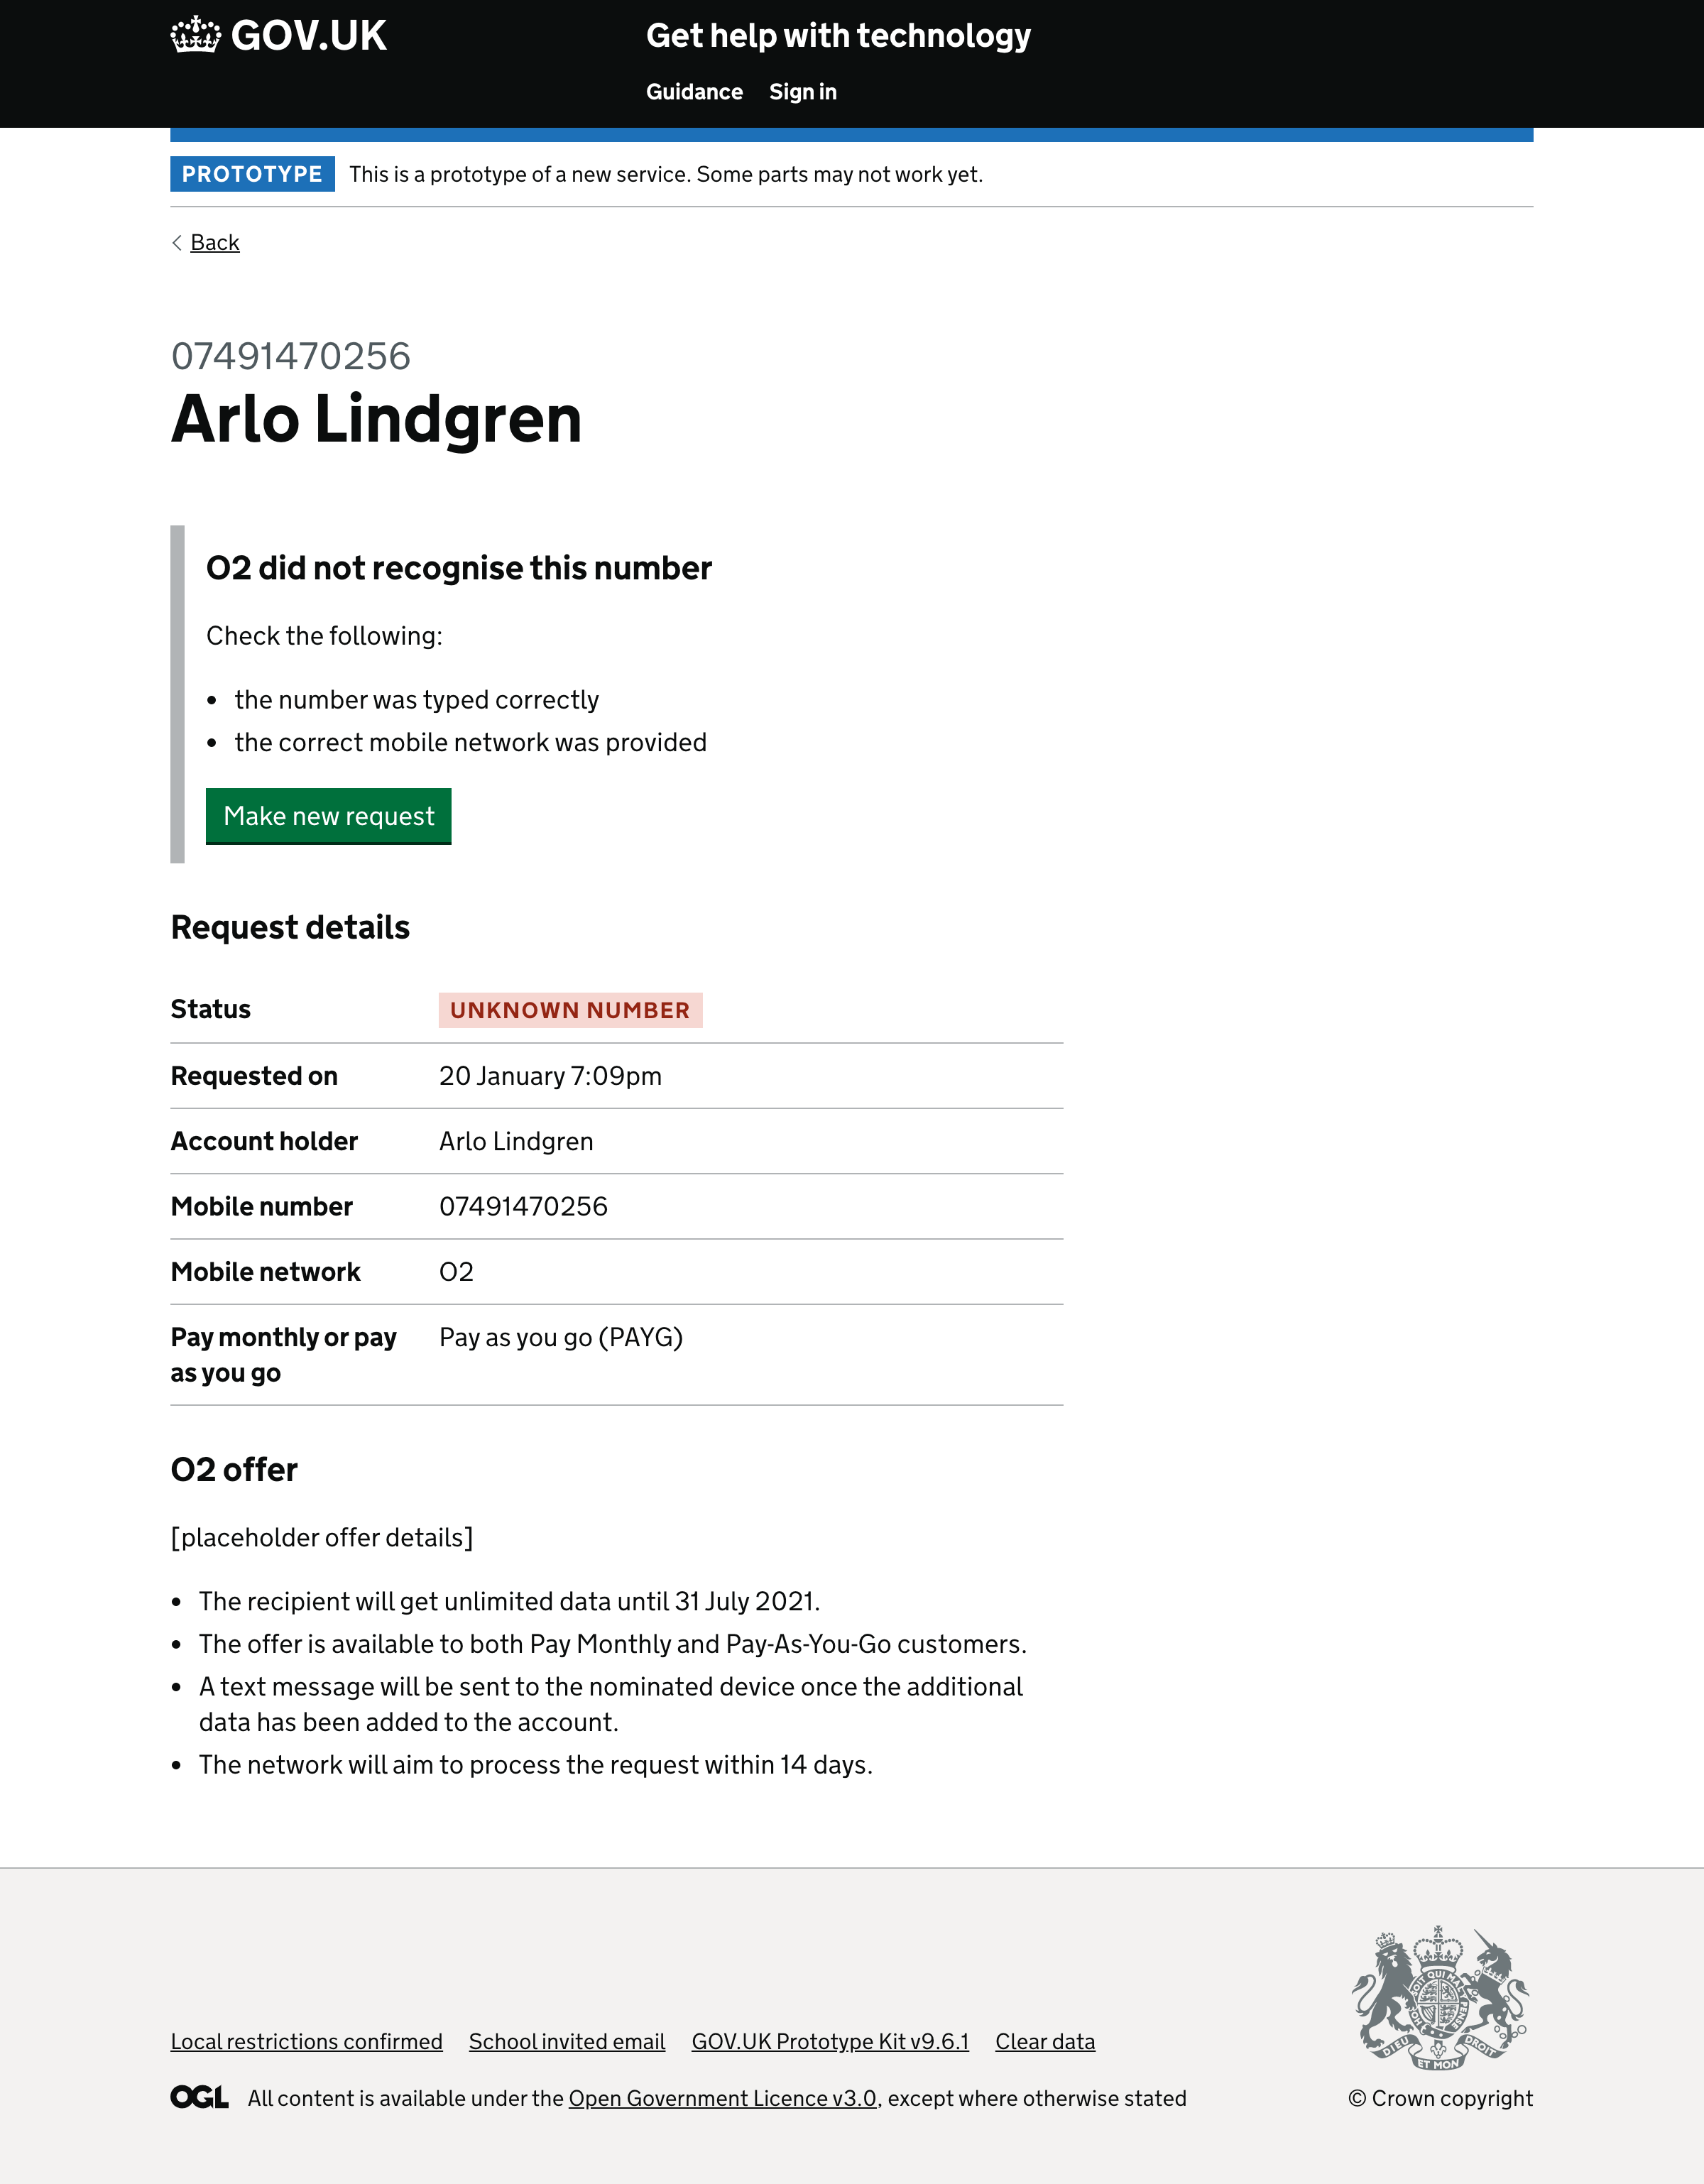 GOV.UK
Get help with technology
Guidance Sign in
PROTOTYPE This is a prototype of a new service. Some parts may not work yet.
Back
07491470256
Arlo Lindgren
O2 did not recognise this number
Check the following:
• the number was typed correctly
• the correct mobile network was provided
Make new request
Request details
Status UNKNOWN NUMBER
Requested on 20 January 7:09pm
Account holder Arlo Lindgren
Mobile number 07491470256
Mobile network O2
Pay monthly or pay Pay as you go (PAYG)
as you go
O2 offer
[placeholder offer details]
• The recipient will get unlimited data until 31 July 2021.
• The offer is available to both Pay Monthly and Pay-As-You-Go customers.
• A text message will be sent to the nominated device once the additional
data has been added to the account.
• The network will aim to process the request within 14 days.
Local restrictions confirmed School invited email GOV.UK Prototype Kit v9.6.1 Clear data
OGL All content is available under the Open Government Licence v3.0, except where otherwise stated
DIEU ET MON DROIT
© Crown copyright